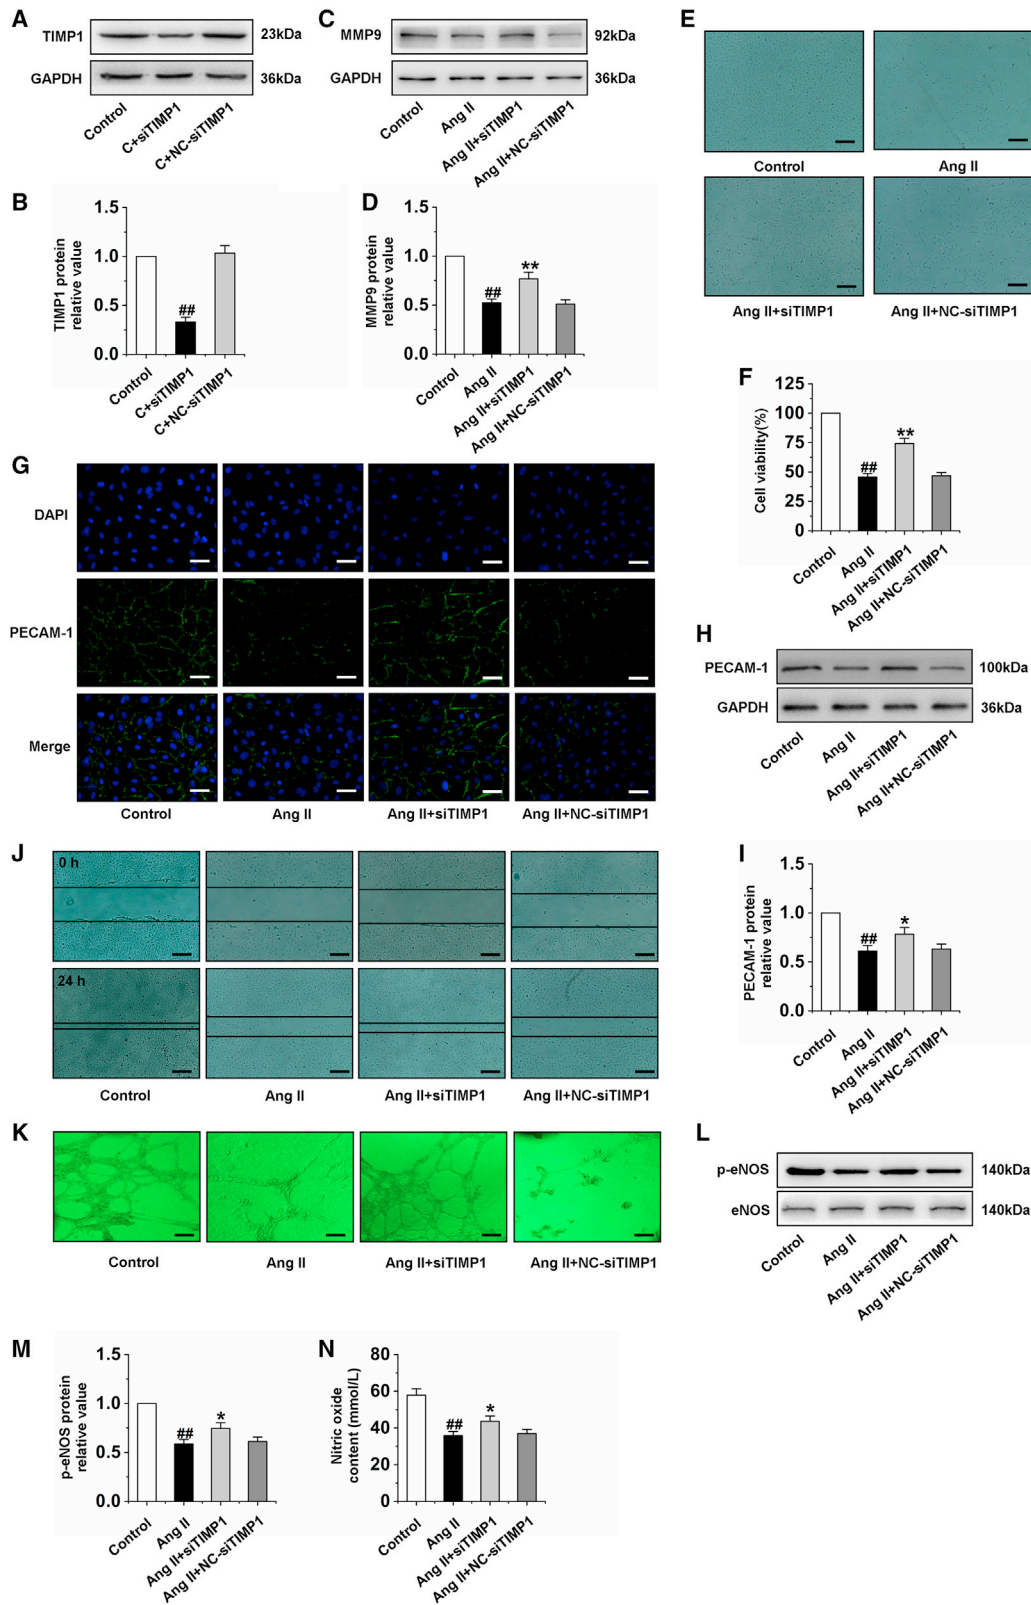 A
TIMP1
23kDa
GAPDH
36kDa
Control
C+siTIMP1
C+NC-siTIMP1
C
MMP9
92kDa
GAPDH
36kDa
Control
Ang II
Ang II+siTIMP1
Ang II+NC-siTIMP1
E
Control
Ang II
Ang II+siTIMP1
Ang II+NC-siTIMP1
B
TIMP1 protein
relative value
1.5
1.0
0.5
0.0
##
Control
C+siTIMP1
C+NC-siTIMP1
D
MMP9 protein
relative value
1.5
1.0
0.5
0.0
##
**
Control
Ang II
Ang II+siTIMP1
Ang II+NC-siTIMP1
F
Cell viability(%)
125
100
75
50
25
0
##
**
Control
Ang II
Ang II+siTIMP1
Ang II+NC-siTIMP1
G
DAPI
PECAM-1
Merge
Control
Ang II
Ang II+siTIMP1
Ang II+NC-siTIMP1
H
PECAM-1
100kDa
GAPDH
36kDa
Control
Ang II
Ang II+siTIMP1
Ang II+NC-siTIMP1
J
0 h
24 h
Control
Ang II
Ang II+siTIMP1
Ang II+NC-siTIMP1
I
PECAM-1 protein
relative value
1.5
1.0
0.5
0.0
##
*
Control
Ang II
Ang II+siTIMP1
Ang II+NC-siTIMP1
K
Control
Ang II
Ang II+siTIMP1
Ang II+NC-siTIMP1
L
p-eNOS
140kDa
eNOS
140kDa
Control
Ang II
Ang II+siTIMP1
Ang II+NC-siTIMP1
M
p-eNOS protein
relative value
1.5
1.0
0.5
0.0
##
*
Control
Ang II
Ang II+siTIMP1
Ang II+NC-siTIMP1
N
Nitric oxide
content (mmol/L)
80
60
40
20
0
##
*
Control
Ang II
Ang II+siTIMP1
Ang II+NC-siTIMP1